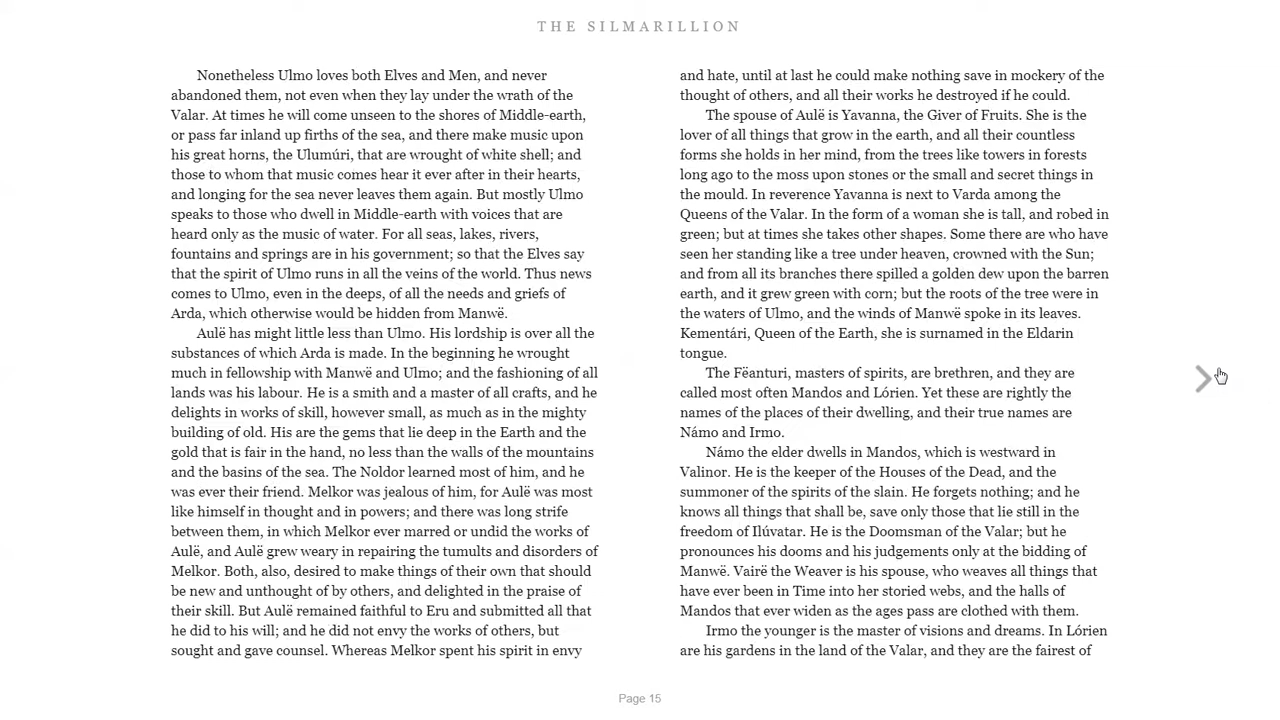 THE SILMARILLION
Nonetheless Ulmo loves both Elves and Men, and never
abandoned them, not even when they lay under the wrath of the
Valar. At times he will come unseen to the shores of Middle-earth,
or pass far inland up firths of the sea, and there make music upon
his great horns, the Ulumúri, that are wrought of white shell; and
those to whom that music comes hear it ever after in their hearts,
and longing for the sea never leaves them again. But mostly Ulmo
speaks to those who dwell in Middle-earth with voices that are
heard only as the music of water. For all seas, lakes, rivers,
fountains and springs are in his government; so that the Elves say
that the spirit of Ulmo runs in all the veins of the world. Thus news
comes to Ulmo, even in the deeps, of all the needs and griefs of
Arda, which otherwise would be hidden from Manwë.
Aulë has might little less than Ulmo. His lordship is over all the
substances of which Arda is made. In the beginning he wrought
much in fellowship with Manwë and Ulmo; and the fashioning of all
lands was his labour. He is a smith and a master of all crafts, and he
delights in works of skill, however small, as much as in the mighty
building of old. His are the gems that lie deep in the Earth and the
gold that is fair in the hand, no less than the walls of the mountains
and the basins of the sea. The Noldor learned most of him, and he
was ever their friend. Melkor was jealous of him, for Aulë was most
like himself in thought and in powers; and there was long strife
between them, in which Melkor ever marred or undid the works of
Aulë, and Aulë grew weary in repairing the tumults and disorders of
Melkor. Both, also, desired to make things of their own that should
be new and unthought of by others, and delighted in the praise of
their skill. But Aulë remained faithful to Eru and submitted all that
he did to his will; and he did not envy the works of others, but
sought and gave counsel. Whereas Melkor spent his spirit in envy
and hate, until at last he could make nothing save in mockery of the
thought of others, and all their works he destroyed if he could.
The spouse of Aulë is Yavanna, the Giver of Fruits. She is the
lover of all things that grow in the earth, and all their countless
forms she holds in her mind, from the trees like towers in forests
long ago to the moss upon stones or the small and secret things in
the mould. In reverence Yavanna is next to Varda among the
Queens of the Valar. In the form of a woman she is tall, and robed in
green; but at times she takes other shapes. Some there are who have
seen her standing like a tree under heaven, crowned with the Sun;
and from all its branches there spilled a golden dew upon the barren
earth, and it grew green with corn; but the roots of the tree were in
the waters of Ulmo, and the winds of Manwë spoke in its leaves.
Kementári, Queen of the Earth, she is surnamed in the Eldarin
tongue.
The Fëanturi, masters of spirits, are brethren, and they are
called most often Mandos and Lórien. Yet these are rightly the
names of the places of their dwelling, and their true names are
Námo and Irmo.
Námo the elder dwells in Mandos, which is westward in
Valinor. He is the keeper of the Houses of the Dead, and the
summoner of the spirits of the slain. He forgets nothing; and he
knows all things that shall be, save only those that lie still in the
freedom of Ilúvatar. He is the Doomsman of the Valar; but he
pronounces his dooms and his judgements only at the bidding of
Manwë. Vairë the Weaver is his spouse, who weaves all things that
have ever been in Time into her storied webs, and the halls of
Mandos that ever widen as the ages pass are clothed with them.
Irmo the younger is the master of visions and dreams. In Lórien
are his gardens in the land of the Valar, and they are the fairest of
Page 15